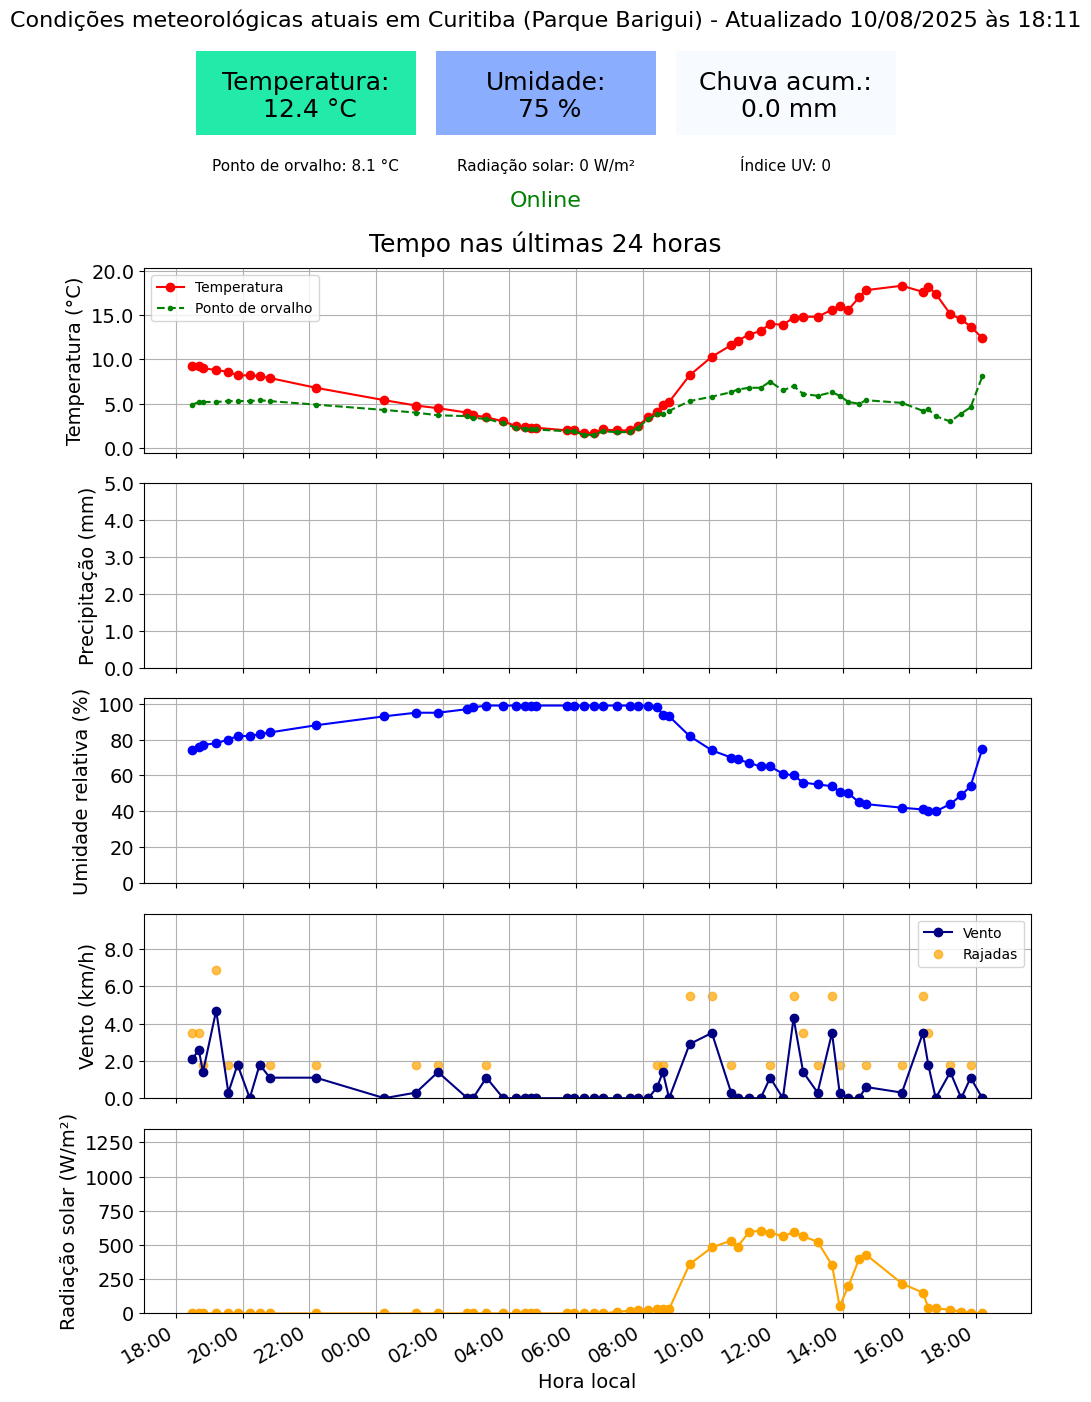 Condições meteorológicas atuais em Curitiba (Parque Barigui) - Atualizado 10/08/2025 às 18:11
Temperatura:
12.4 °C
Umidade:
75 %
Chuva acum.:
0.0 mm
Ponto de orvalho: 8.1 °C
Radiação solar: 0 W/m²
Índice UV: 0
Online
Tempo nas últimas 24 horas
Temperatura (°C)
20.0
15.0
10.0
5.0
0.0
Temperatura
Ponto de orvalho
Precipitação (mm)
5.0
4.0
3.0
2.0
1.0
0.0
Umidade relativa (%)
100
80
60
40
20
0
Vento (km/h)
8.0
6.0
4.0
2.0
0.0
Vento
Rajadas
Radiação solar (W/m²)
1250
1000
750
500
250
0
18:00 20:00 22:00 00:00 02:00 04:00 06:00 08:00 10:00 12:00 14:00 16:00 18:00
Hora local